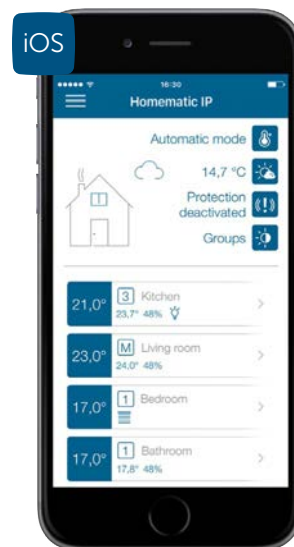 iOS
16:30
Homematic IP
Automatic mode
14,7 °C
Protection
deactivated
Groups
21,0° 3 Kitchen
23,7° 48%
23,0° M Living room
24,0° 48%
17,0° 1 Bedroom
17,0° 1 Bathroom
17,8° 48%